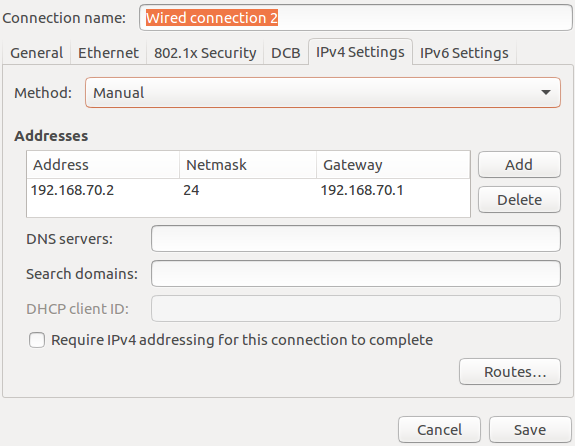 Connection name: Wired connection 2
General Ethernet 802.1x Security DCB IPv4 Settings IPv6 Settings
Method: Manual
Addresses
Address Netmask Gateway Add
192.168.70.2 24 192.168.70.1
Delete
DNS servers:
Search domains:
DHCP client ID:
Require IPv4 addressing for this connection to complete
Routes...
Cancel Save